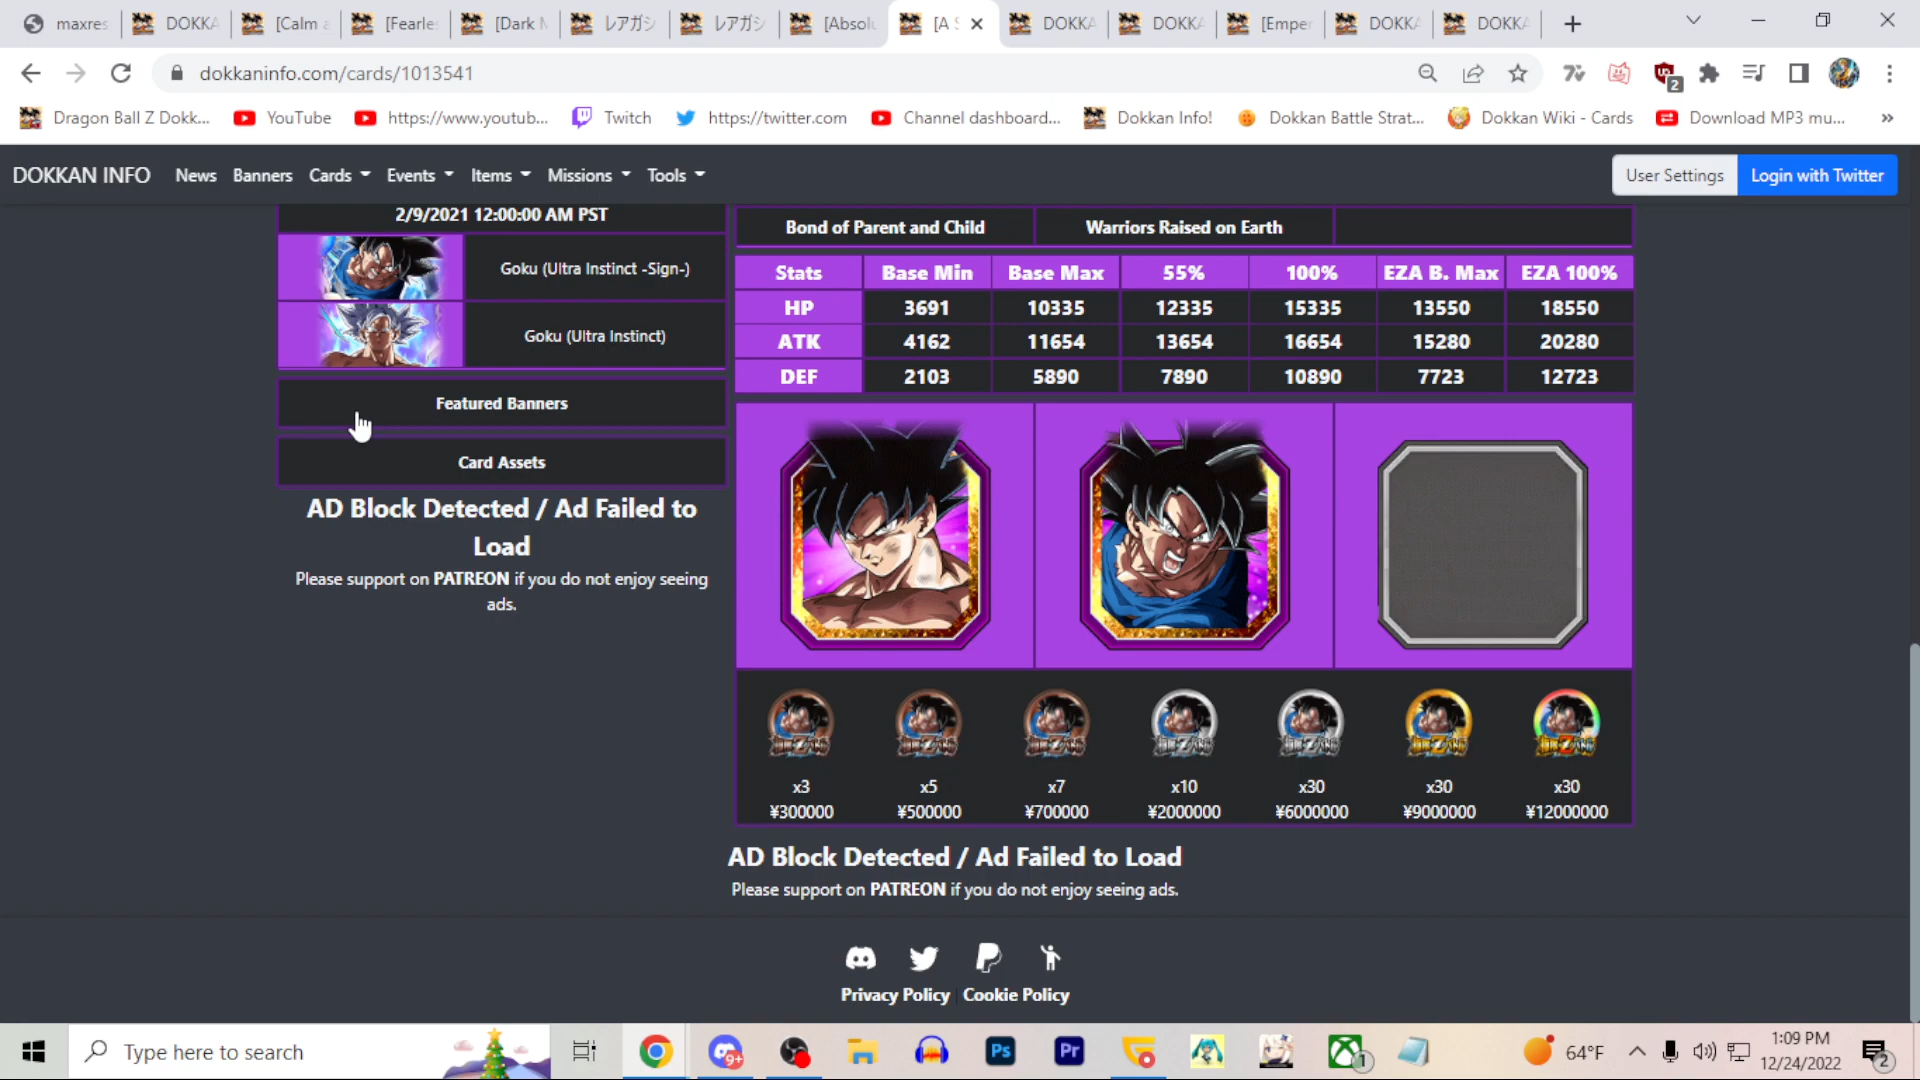 maxres
DOKKA
[Calm a
[Fearle
[Dark N
レアガシ
レアガシ
[Absolu
[A S
DOKKA
DOKKA
[Emper
DOKKA
DOKKA
dokkaninfo.com/cards/1013541
2
Dragon Ball Z Dokk...
YouTube
https://www.youtub...
Twitch
https://twitter.com
Channel dashboard...
Dokkan Info!
Dokkan Battle Strat...
Dokkan Wiki - Cards
Download MP3 mu...
»
DOKKAN INFO
News
Banners
Cards
Events
Items
Missions
Tools
User Settings
Login with Twitter
2/9/2021 12:00:00 AM PST
Goku (Ultra Instinct -Sign-)
Goku (Ultra Instinct)
Featured Banners
Card Assets
AD Block Detected / Ad Failed to
Load
Please support on PATREON if you do not enjoy seeing
ads.
Bond of Parent and Child
Warriors Raised on Earth
Stats Base Min Base Max 55% 100% EZA B. Max EZA 100%
HP 3691 10335 12335 15335 13550 18550
ATK 4162 11654 13654 16654 15280 20280
DEF 2103 5890 7890 10890 7723 12723
x3 x5 x7 x10 x30 x30 x30
¥300000 ¥500000 ¥700000 ¥2000000 ¥6000000 ¥9000000 ¥12000000
AD Block Detected / Ad Failed to Load
Please support on PATREON if you do not enjoy seeing ads.
Privacy Policy
Cookie Policy
Type here to search
9+
Ps
Pr
1
64°F
1:09 PM
12/24/2022
2